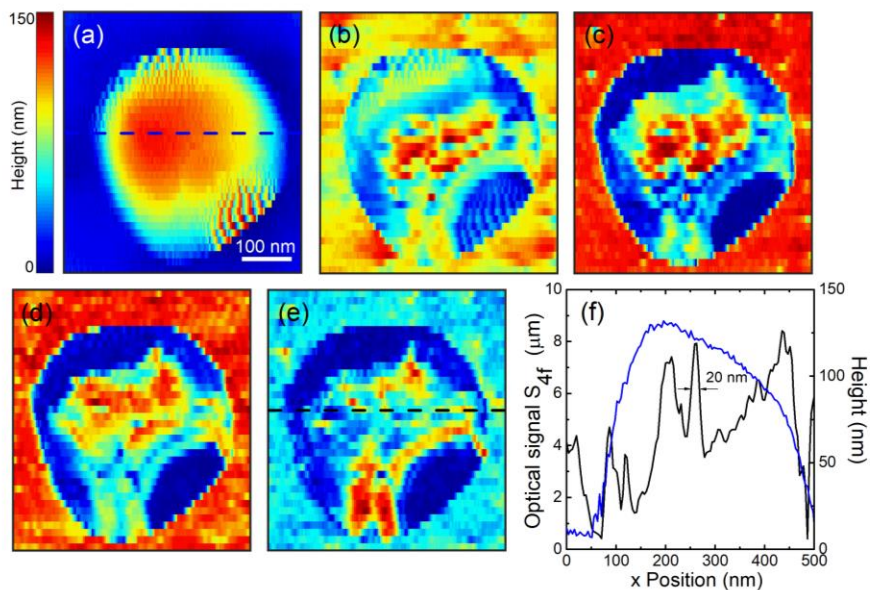 150
Height (nm)
0
(a)
100 nm
(b)
(c)
(d)
(e)
(f)
Optical signal S4f (μm)
10
8
6
4
2
0
20 nm
150
100
50
0
Height (nm)
0 100 200 300 400 500
x Position (nm)